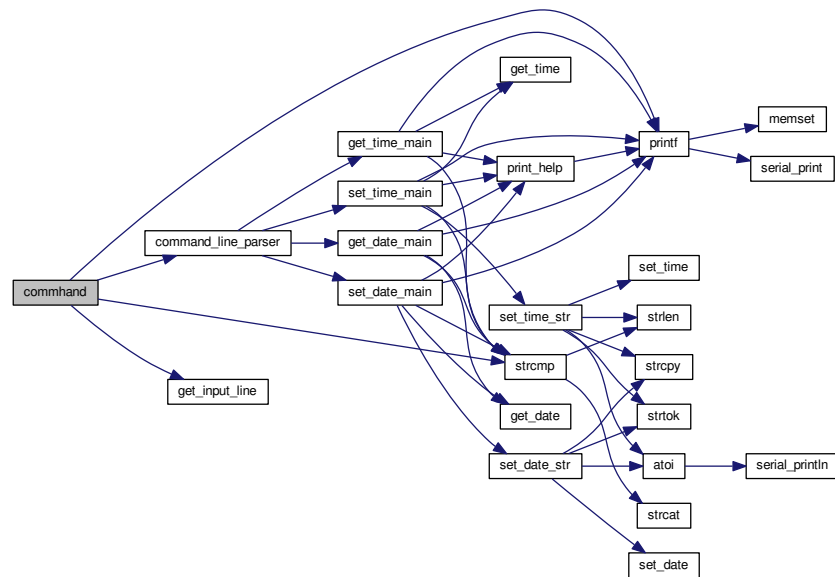 get_time
memset
get_time_main
printf
print_help
serial_print
set_time_main
command_line_parser
get_date_main
set_time
commhand
set_date_main
set_time_str
strlen
strcmp
strcpy
get_input_line
get_date
strtok
set_date_str
atoi
serial_println
strcat
set_date